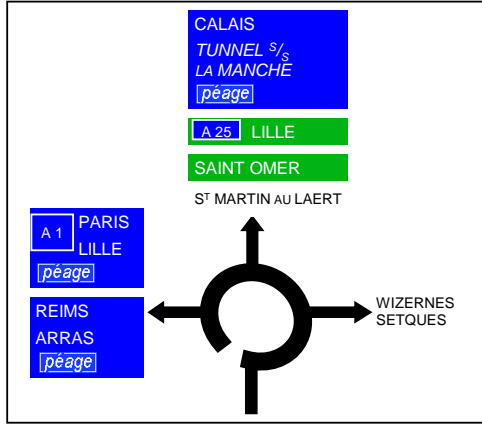 CALAIS
TUNNEL S/S
LA MANCHE
péage
A 25 LILLE
SAINT OMER
ST MARTIN AU LAERT
A 1 PARIS
LILLE
péage
REIMS
ARRAS
péage
WIZERNES
SETQUES